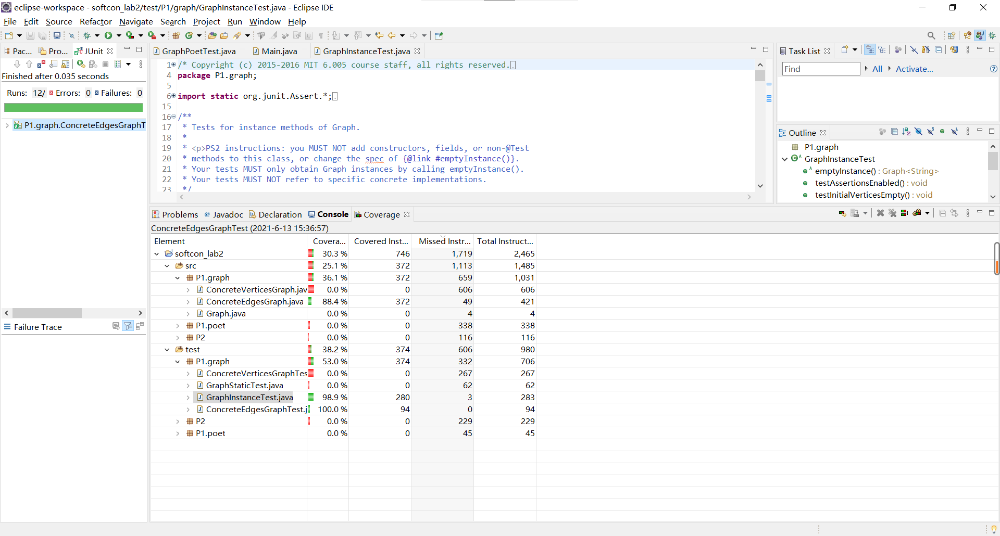 eclipse-workspace - softcon_lab2/test/P1/graph/GraphInstanceTest.java - Eclipse IDE
File Edit Source Refactor Navigate Search Project Run Window Help
Pac... Pro... JUnit
Finished after 0.035 seconds
Runs: 12/ Errors: 0 Failures: 0
P1.graph.ConcreteEdgesGraphT
Failure Trace
GraphPoetTest.java Main.java GraphInstanceTest.java
1 /* Copyright (c) 2015-2016 MIT 6.005 course staff, all rights reserved.
4 package P1.graph;
5
6 import static org.junit.Assert.*;
15
16 /**
17 * Tests for instance methods of Graph.
18 *
19 * <p>PS2 instructions: you MUST NOT add constructors, fields, or non-@Test
20 * methods to this class, or change the spec of {@link #emptyInstance()}.
21 * Your tests MUST only obtain Graph instances by calling emptyInstance().
22 * Your tests MUST NOT refer to specific concrete implementations.
23 */
Task List
Find All Activate...
Outline
P1.graph
GraphInstanceTest
emptyInstance() : Graph<String>
testAssertionsEnabled() : void
testInitialVerticesEmpty() : void
Problems @ Javadoc Declaration Console Coverage
ConcreteEdgesGraphTest (2021-6-13 15:36:57)
Element Covera... Covered Inst... Missed Instr... Total Instruct...
softcon_lab2 30.3 % 746 1,719 2,465
src 25.1 % 372 1,113 1,485
P1.graph 36.1 % 372 659 1,031
ConcreteVerticesGraph.jav 0.0 % 0 606 606
ConcreteEdgesGraph.java 88.4 % 372 49 421
Graph.java 0.0 % 0 4 4
P1.poet 0.0 % 0 338 338
P2 0.0 % 0 116 116
test 38.2 % 374 606 980
P1.graph 53.0 % 374 332 706
ConcreteVerticesGraphTes 0.0 % 0 267 267
GraphStaticTest.java 0.0 % 0 62 62
GraphInstanceTest.java 98.9 % 280 3 283
ConcreteEdgesGraphTest.j 100.0 % 94 0 94
P2 0.0 % 0 229 229
P1.poet 0.0 % 0 45 45